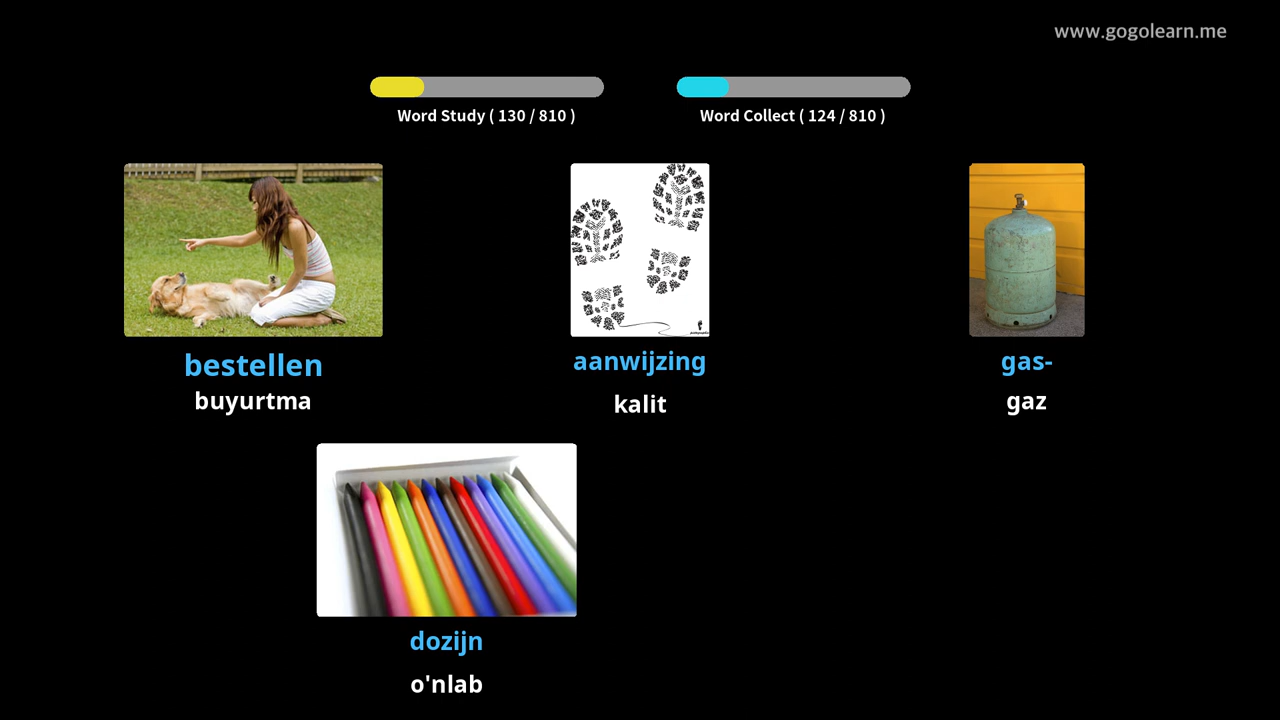 www.gogolearn.me
Word Study ( 130 / 810 )
Word Collect ( 124 / 810 )
bestellen
buyurtma
aanwijzing
kalit
gas-
gaz
dozijn
o'nlab